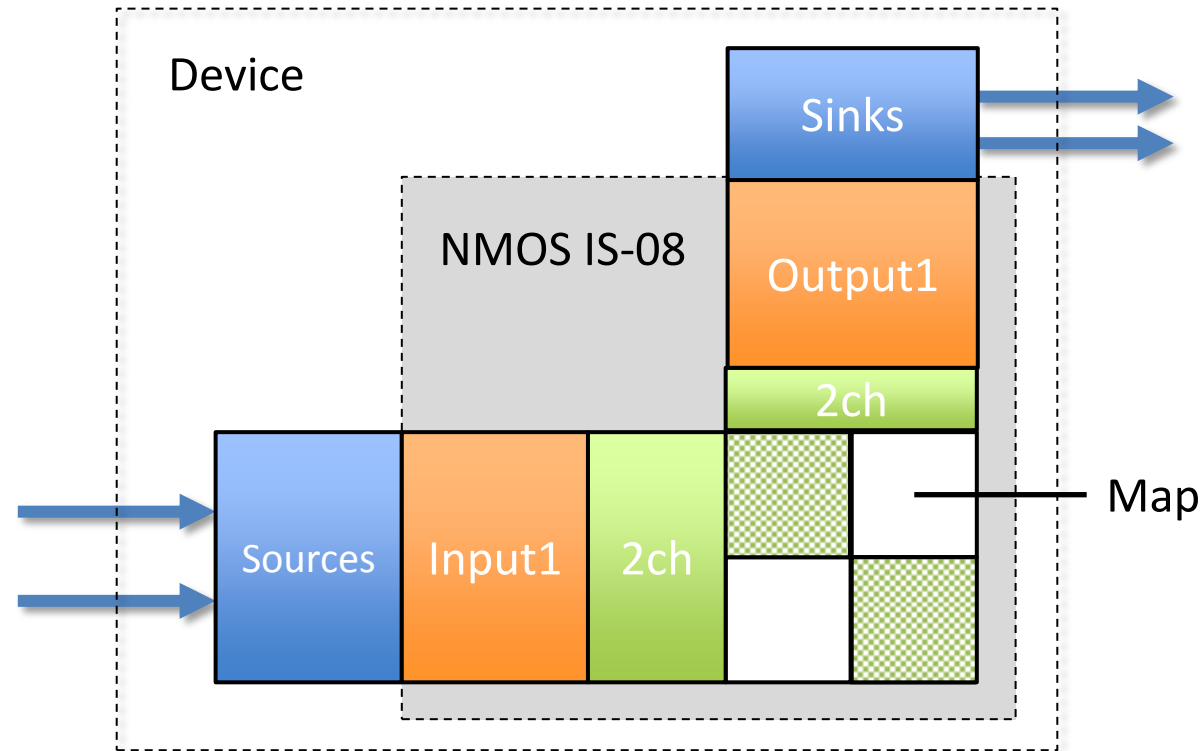 Device
Sinks
NMOS IS-08
Output1
2ch
Map
Sources
Input1
2ch